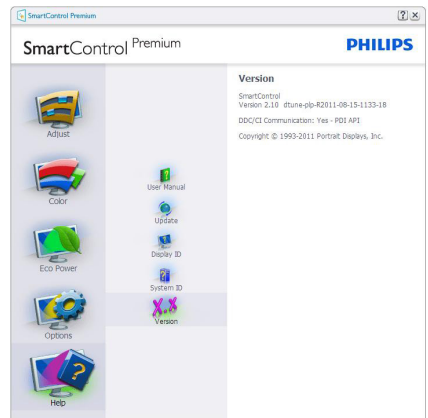 SmartControl Premium
SmartControl Premium
PHILIPS
Adjust
Color
Eco Power
Options
Help
User Manual
Update
Display ID
System ID
X.X
Version
Version
SmartControl
Version 2.10 dtune-plp-R2011-08-15-1133-18
DDC/CI Communication: Yes - PDI API
Copyright © 1993-2011 Portrait Displays, Inc.